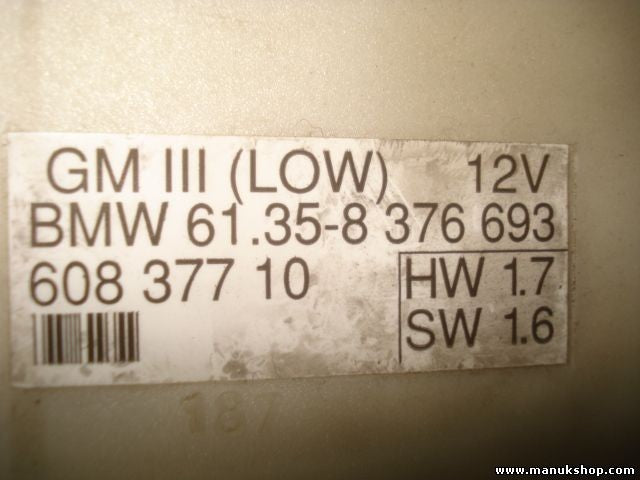 GM III (LOW) 12V
BMW 61.35-8 376 693
608 377 10
HW 1.7
SW 1.6
187
www.manukshop.com